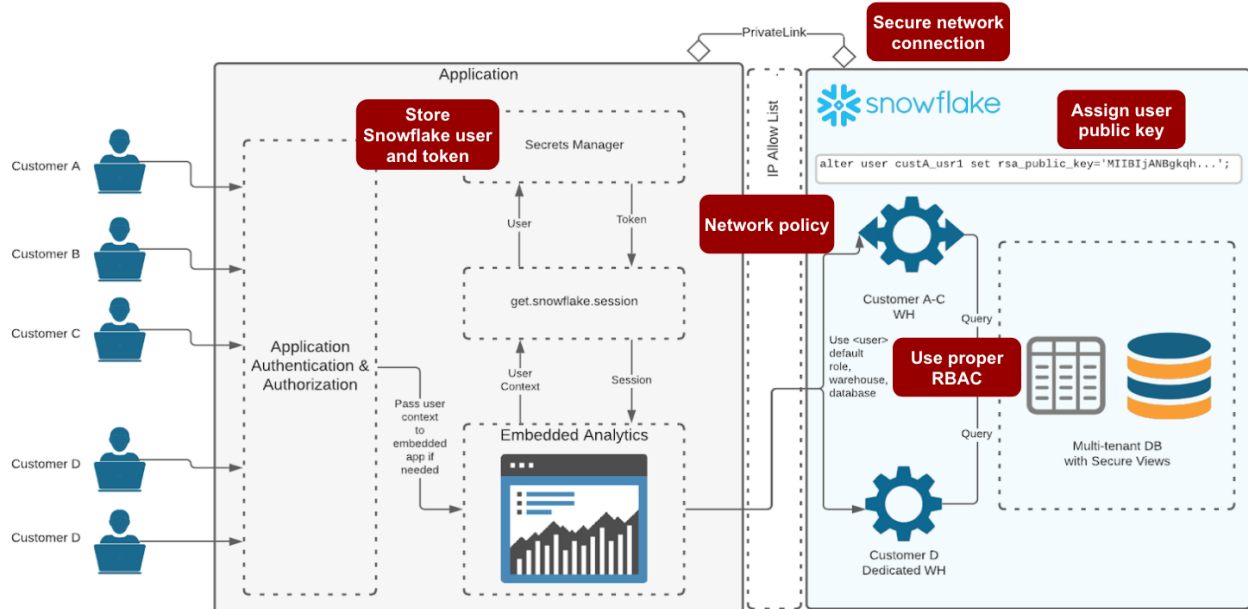 PrivateLink
Secure network
connection
Application
IP Allow List
snowflake
Assign user
public key
Store
Snowflake user
and token
Secrets Manager
alter user custA_usr1 set rsa_public_key='MIIBIjANBgkqh...';
Customer A
Customer B
Customer C
Customer D
Customer D
User
Token
Network policy
get.snowflake.session
Customer A-C
WH
Query
Application
Authentication &
Authorization
User
Context
Session
Use <user>
default
role,
warehouse,
database
Use proper
RBAC
Pass user
context
to
embedded
app if
needed
Embedded Analytics
Query
Multi-tenant DB
with Secure Views
Customer D
Dedicated WH